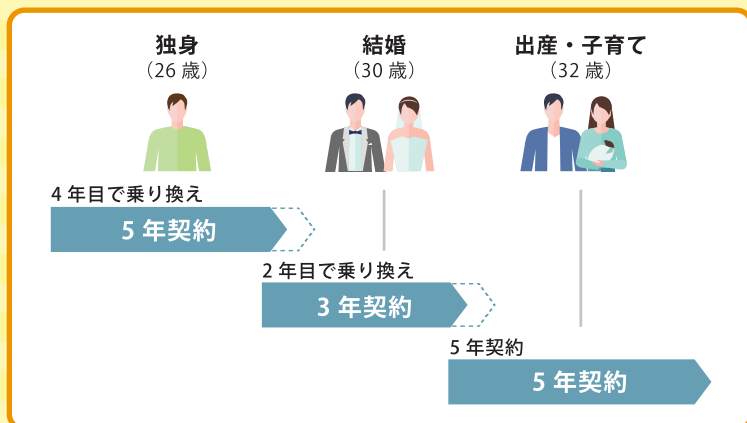 独身
（26 歳）
結婚
（30 歳）
出産・子育て
（32 歳）
4 年目で乗り換え
5 年契約
2 年目で乗り換え
3 年契約
5 年契約
5 年契約